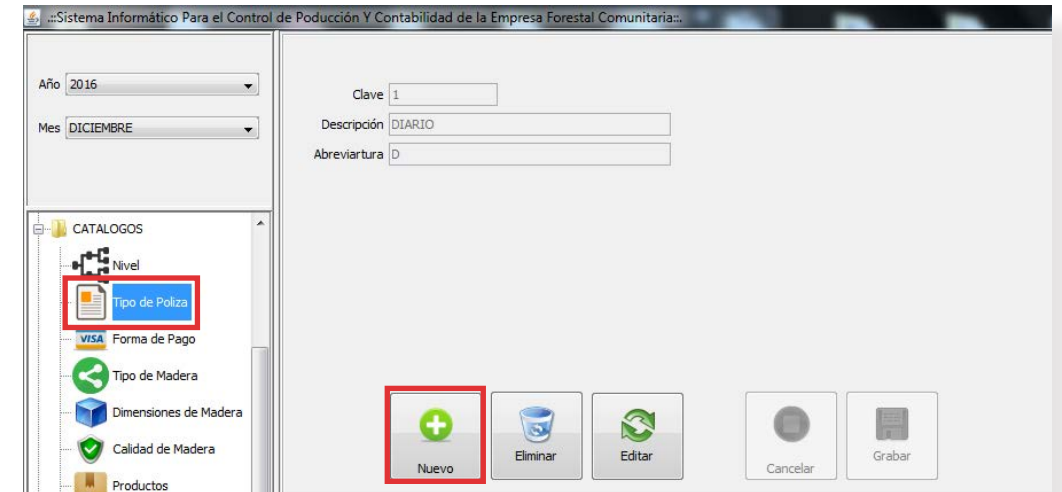 .::Sistema Informático Para el Control de Poducción Y Contabilidad de la Empresa Forestal Comunitaria::.
Año 2016
Mes DICIEMBRE
Clave 1
Descripción DIARIO
Abreviartura D
CATALOGOS
Nivel
Tipo de Poliza
VISA Forma de Pago
Tipo de Madera
Dimensiones de Madera
Calidad de Madera
Productos
Nuevo
Eliminar
Editar
Cancelar
Grabar